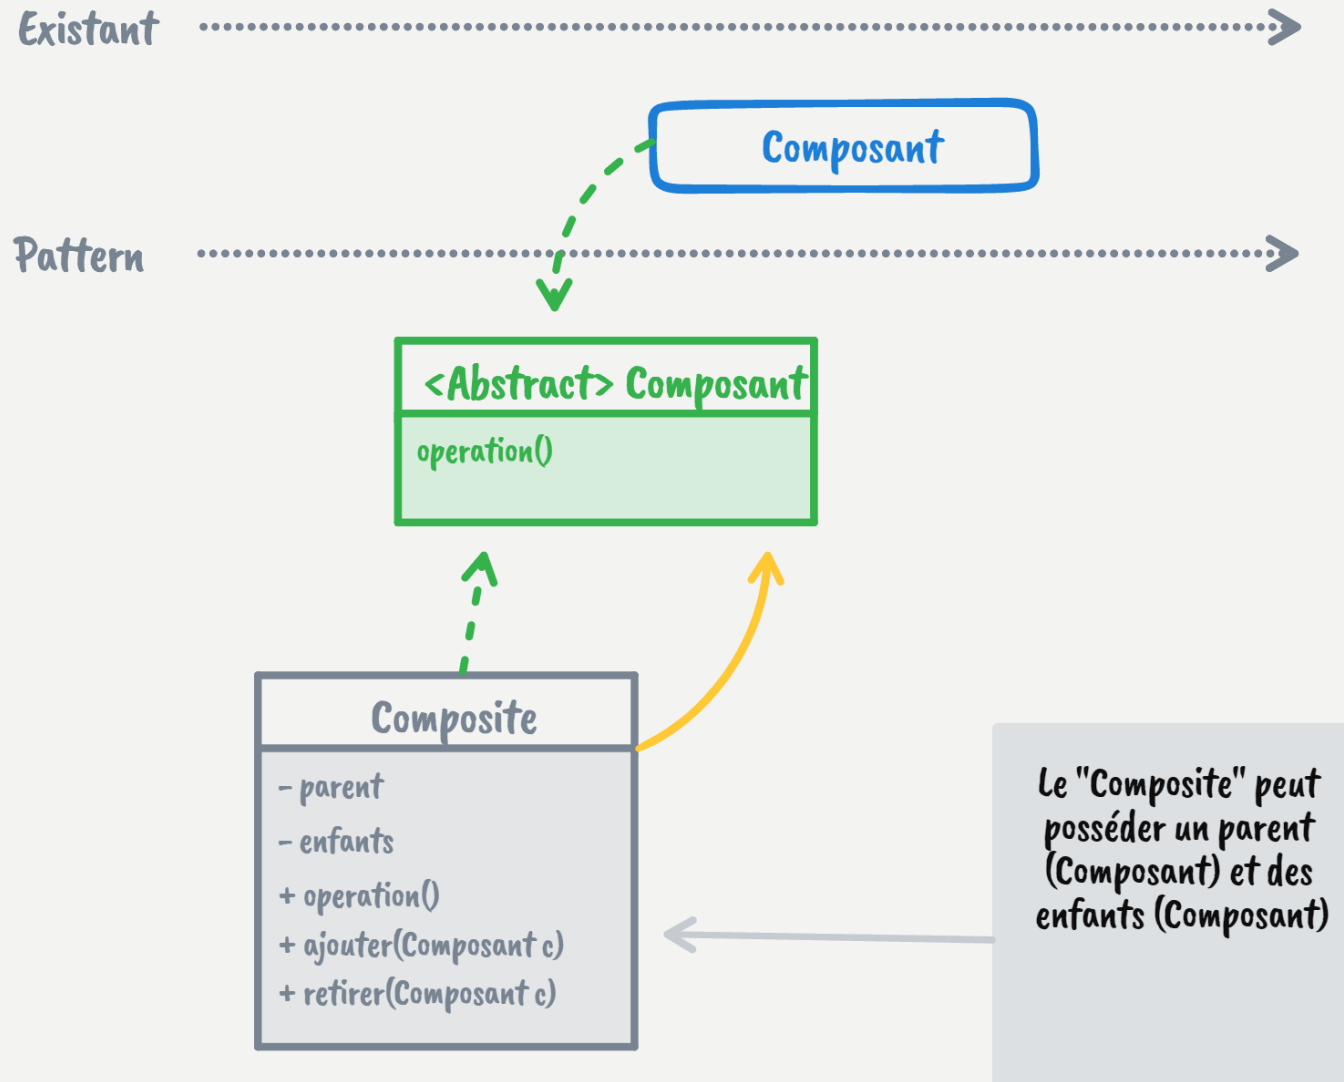 Existant
Composant
Pattern
<Abstract> Composant
operation()
Composite
- parent
- enfants
+ operation()
+ ajouter(Composant c)
+ retirer(Composant c)
Le "Composite" peut
posséder un parent
(Composant) et des
enfants (Composant)